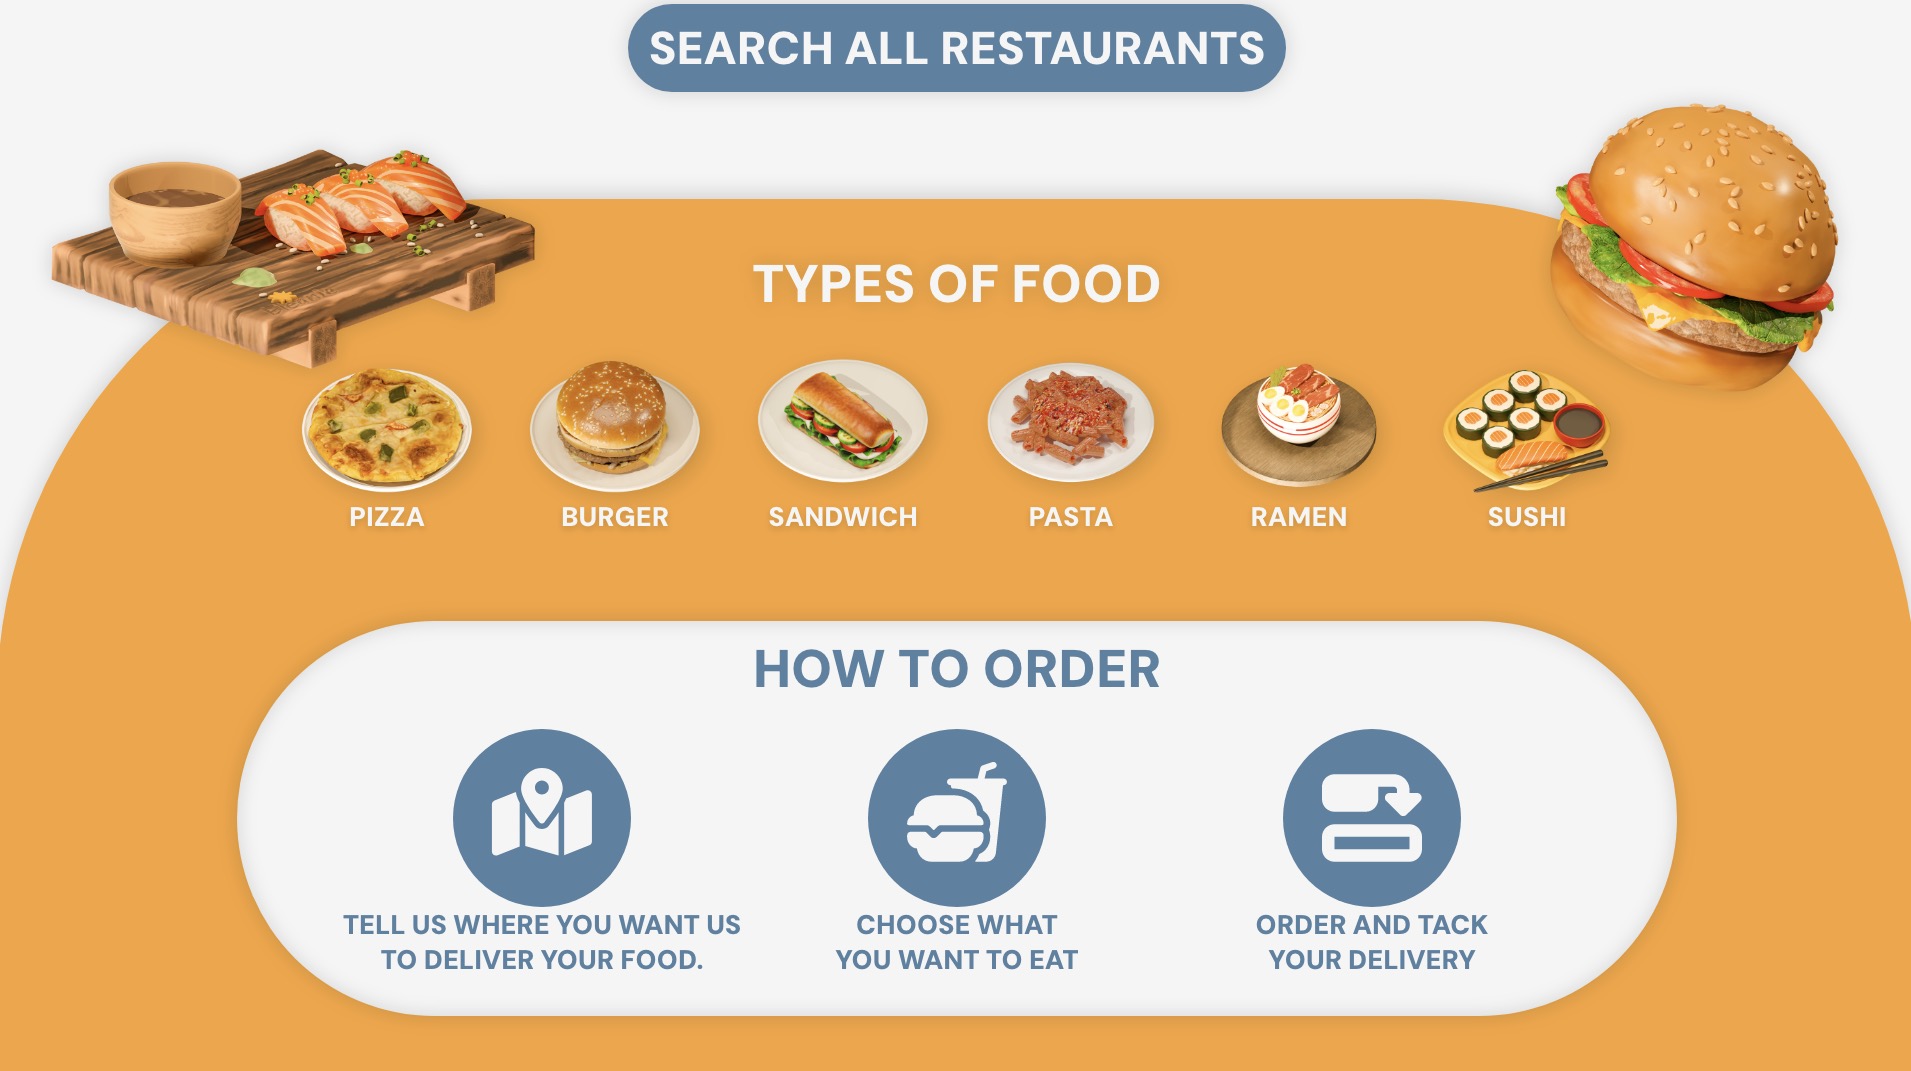 SEARCH ALL RESTAURANTS
TYPES OF FOOD
PIZZA
BURGER
SANDWICH
PASTA
RAMEN
SUSHI
HOW TO ORDER
TELL US WHERE YOU WANT US
TO DELIVER YOUR FOOD.
CHOOSE WHAT
YOU WANT TO EAT
ORDER AND TACK
YOUR DELIVERY